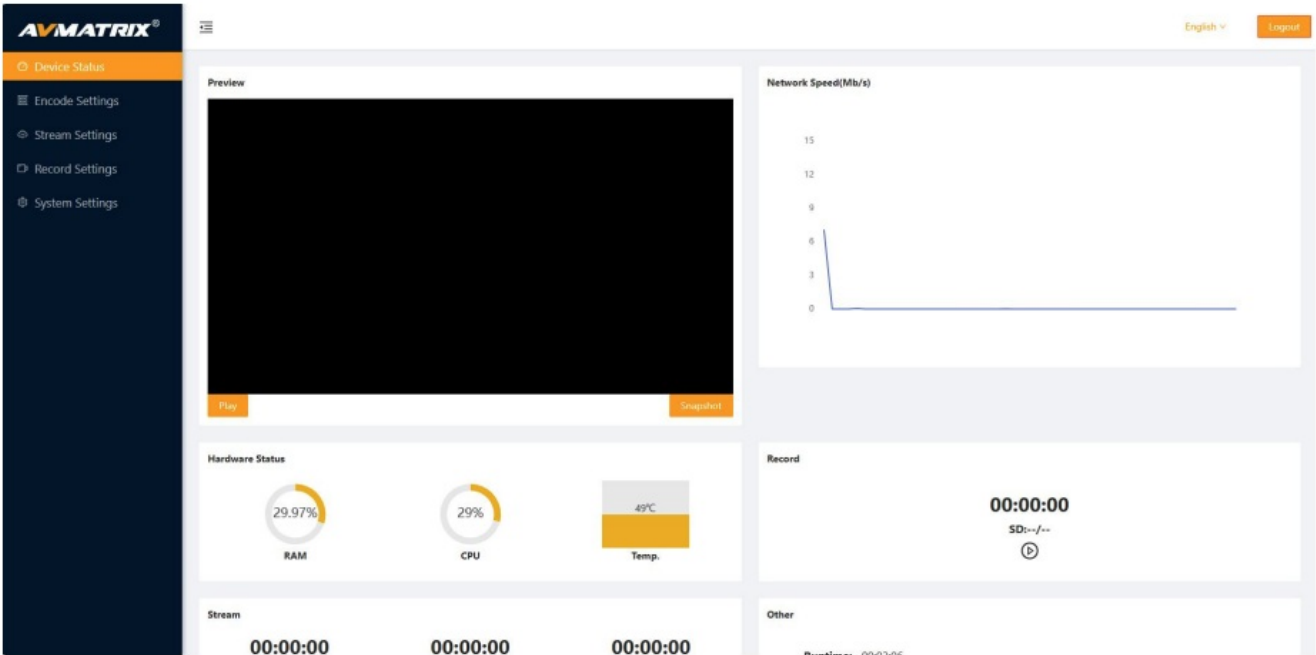 AVMATRIX®
English
Logout
Device Status
Encode Settings
Stream Settings
Record Settings
System Settings
Preview
Play
Snapshot
Network Speed(Mb/s)
15
12
9
6
3
0
Hardware Status
29.97%
RAM
29%
CPU
49°C
Temp.
Record
00:00:00
SD:--/--
Stream
00:00:00 00:00:00 00:00:00
Other
Runtime: